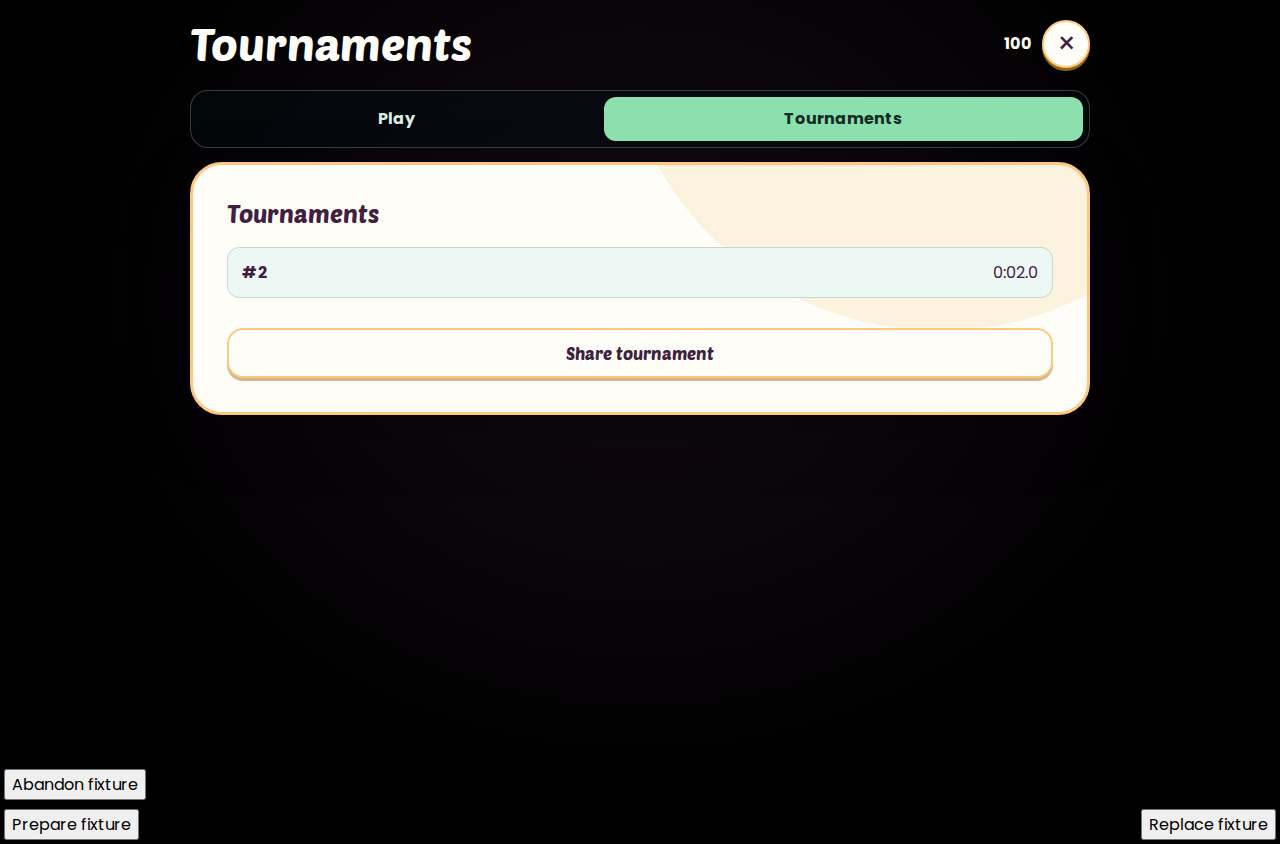 Tournaments
100 ×
Play
Tournaments
Tournaments
#2
0:02.0
Share tournament
Abandon fixture
Prepare fixture
Replace fixture